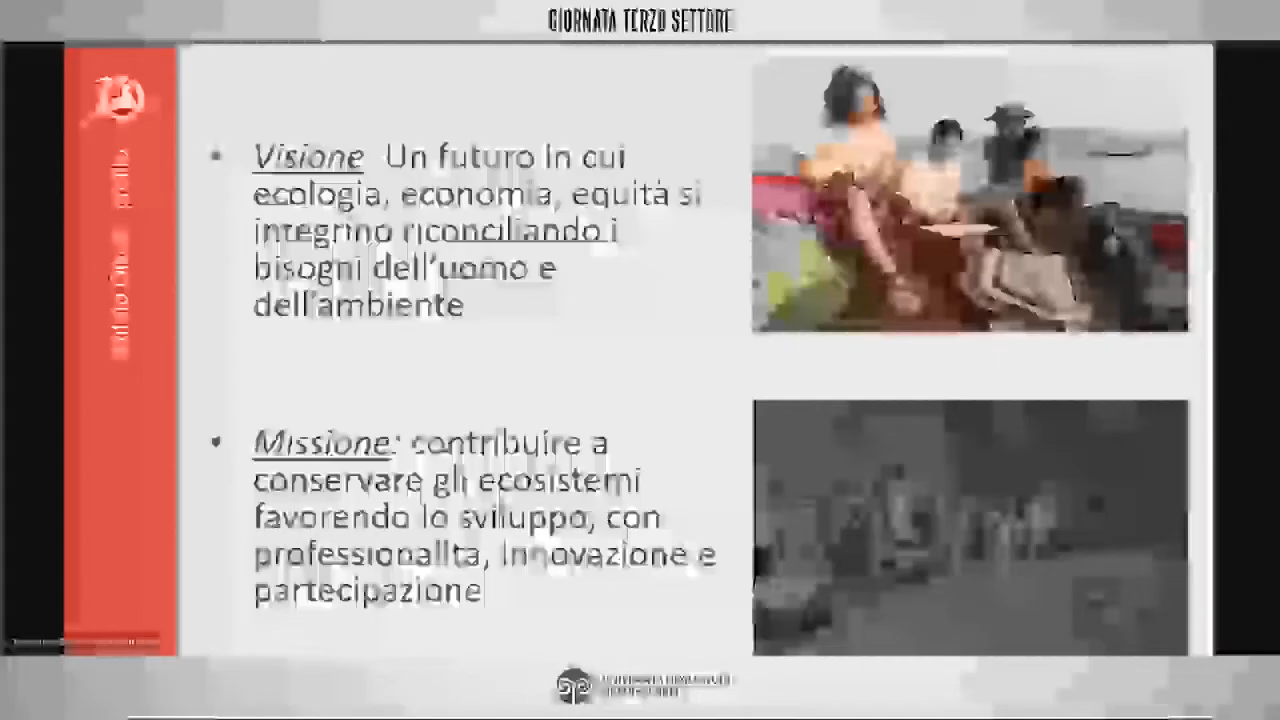 GIORNATA TERZO SETTORE
• Visione Un futuro in cui
ecologia, economia, equità si
integrino riconciliando i
bisogni dell'uomo e
dell'ambiente
• Missione: contribuire a
conservare gli ecosistemi
favorendo lo sviluppo, con
professionalita, innovazione e
partecipazione